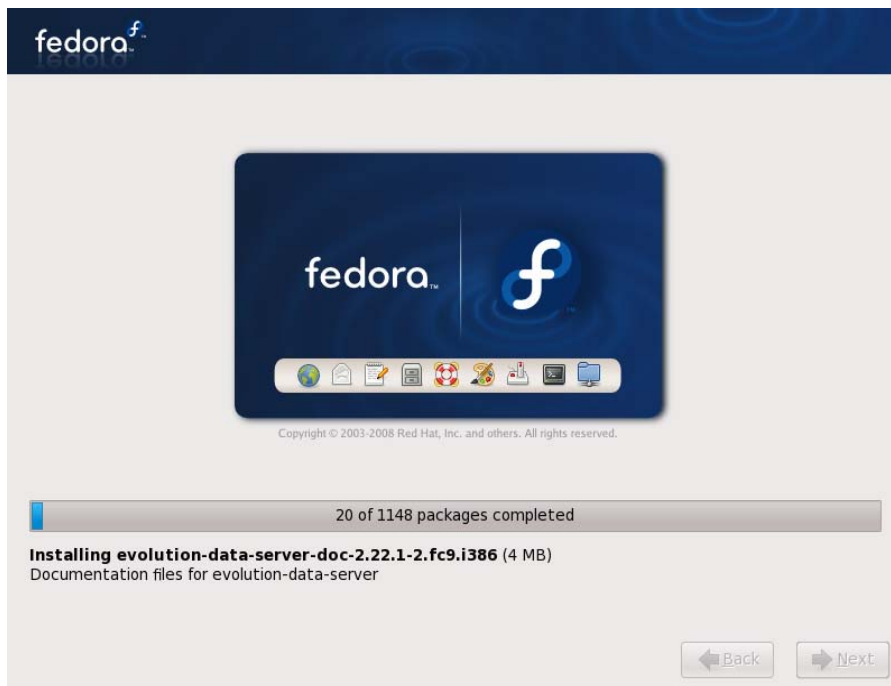 fedora
fedora™
Copyright © 2003-2008 Red Hat, Inc. and others. All rights reserved.
20 of 1148 packages completed
Installing evolution-data-server-doc-2.22.1-2.fc9.i386 (4 MB)
Documentation files for evolution-data-server
Back
Next